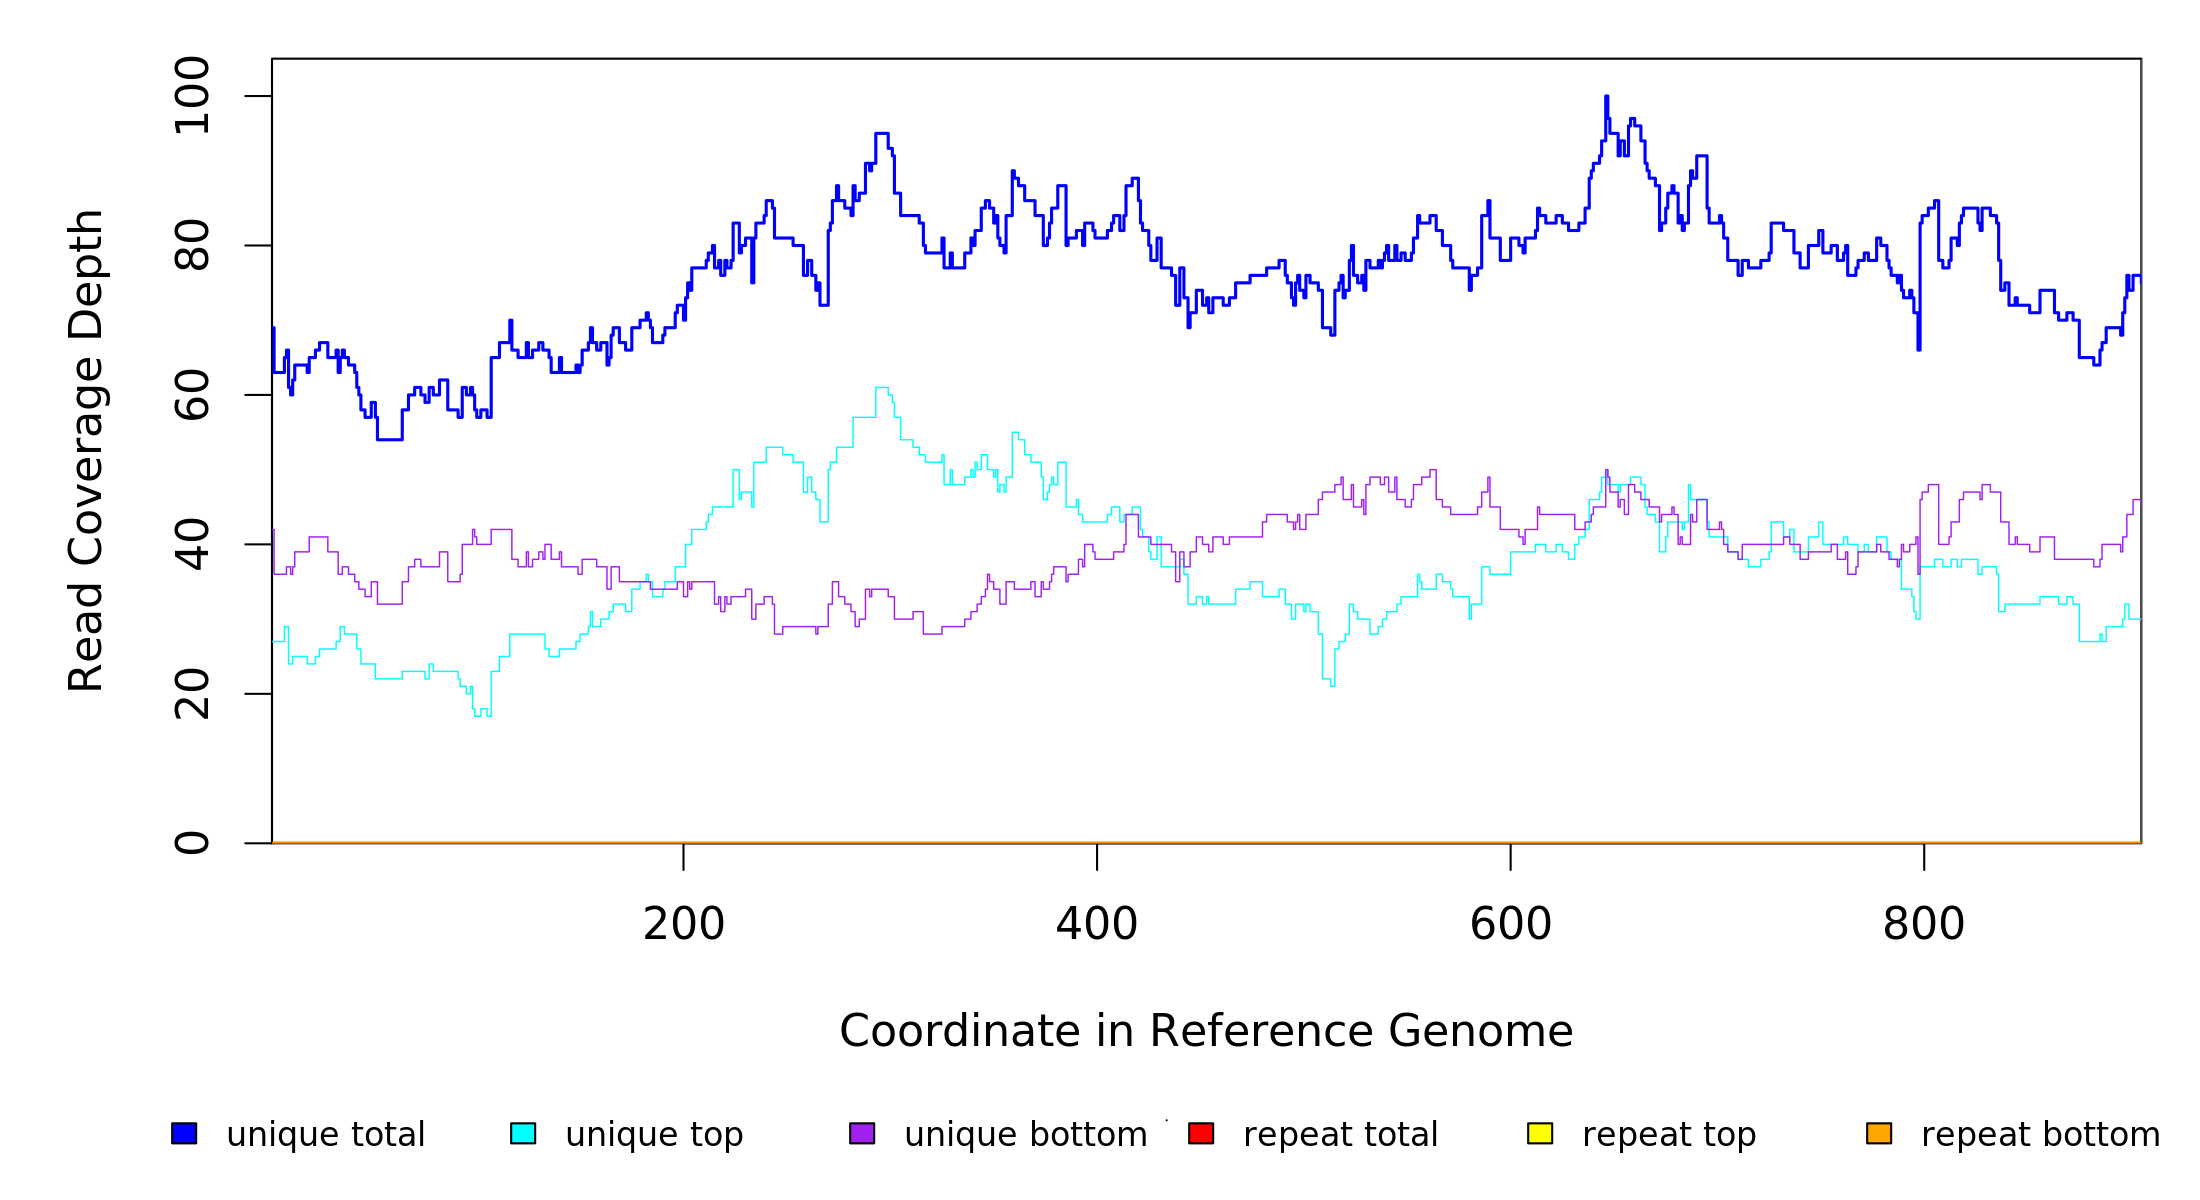 Read Coverage Depth
100
80
60
40
20
0
200 400 600 800
Coordinate in Reference Genome
unique total unique top unique bottom repeat total repeat top repeat bottom